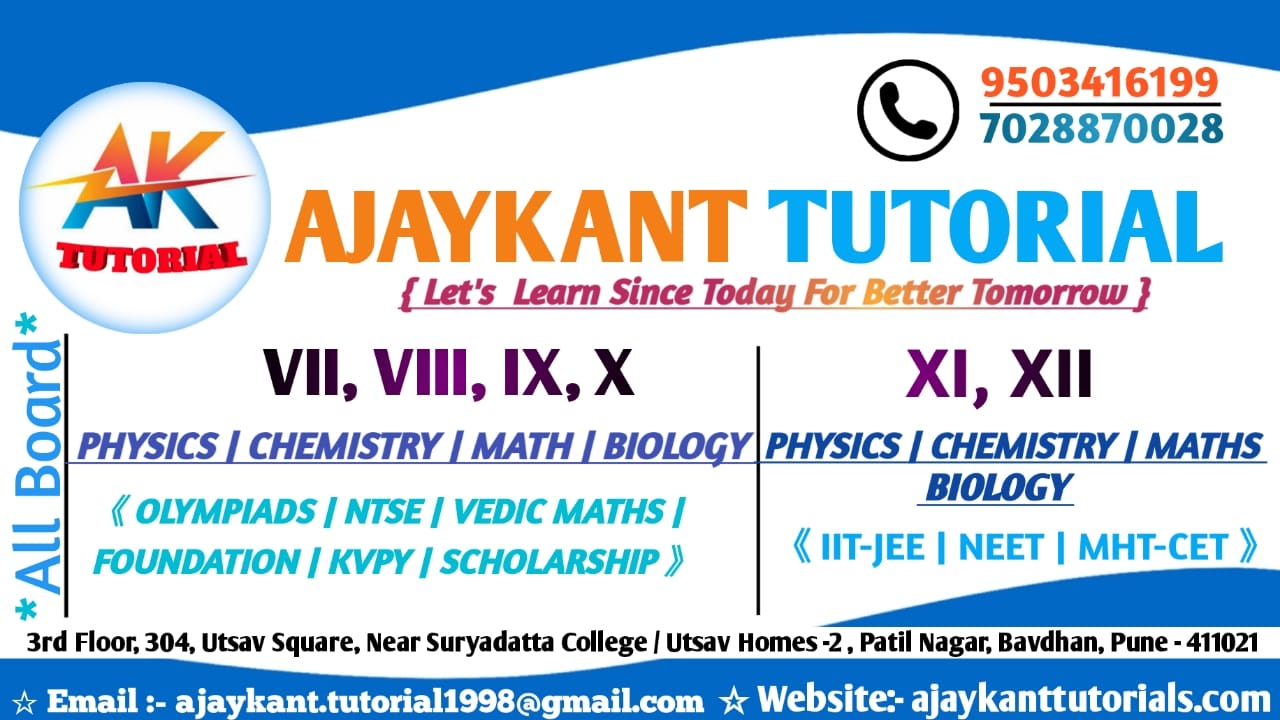 9503416199
7028870028
AK
TUTORIAL
AJAYKANT TUTORIAL
{ Let's Learn Since Today For Better Tomorrow }
*All Board*
VII, VIII, IX, X
PHYSICS | CHEMISTRY | MATH | BIOLOGY
《 OLYMPIADS | NTSE | VEDIC MATHS |
FOUNDATION | KVPY | SCHOLARSHIP 》
XI, XII
PHYSICS | CHEMISTRY | MATHS
BIOLOGY
《 IIT-JEE | NEET | MHT-CET 》
3rd Floor, 304, Utsav Square, Near Suryadatta College / Utsav Homes -2 , Patil Nagar, Bavdhan, Pune - 411021
☆ Email :- ajaykant.tutorial1998@gmail.com ☆ Website:- ajaykanttutorials.com